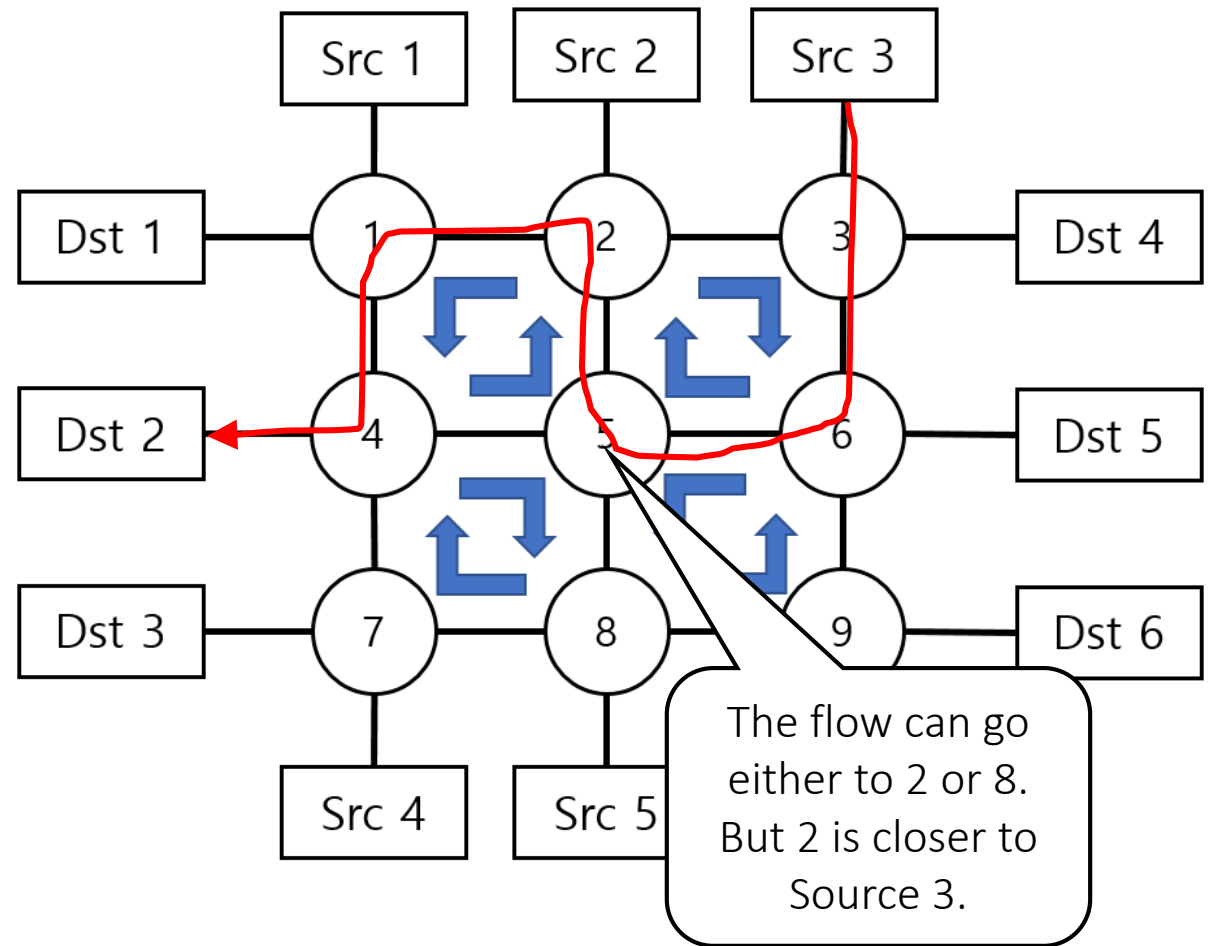 Src 1
Src 2
Src 3
Dst 1
1
2
3
Dst 4
Dst 2
4
5
6
Dst 5
Dst 3
7
8
9
Dst 6
Src 4
Src 5
The flow can go
either to 2 or 8.
But 2 is closer to
Source 3.